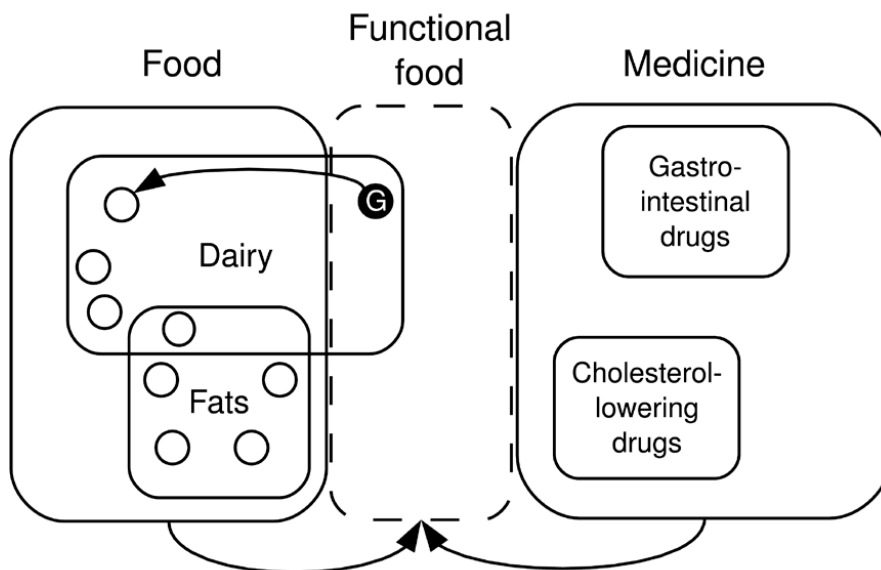 Food
Functional
food
Medicine
G
Gastro-
intestinal
drugs
Dairy
Fats
Cholesterol-
lowering
drugs